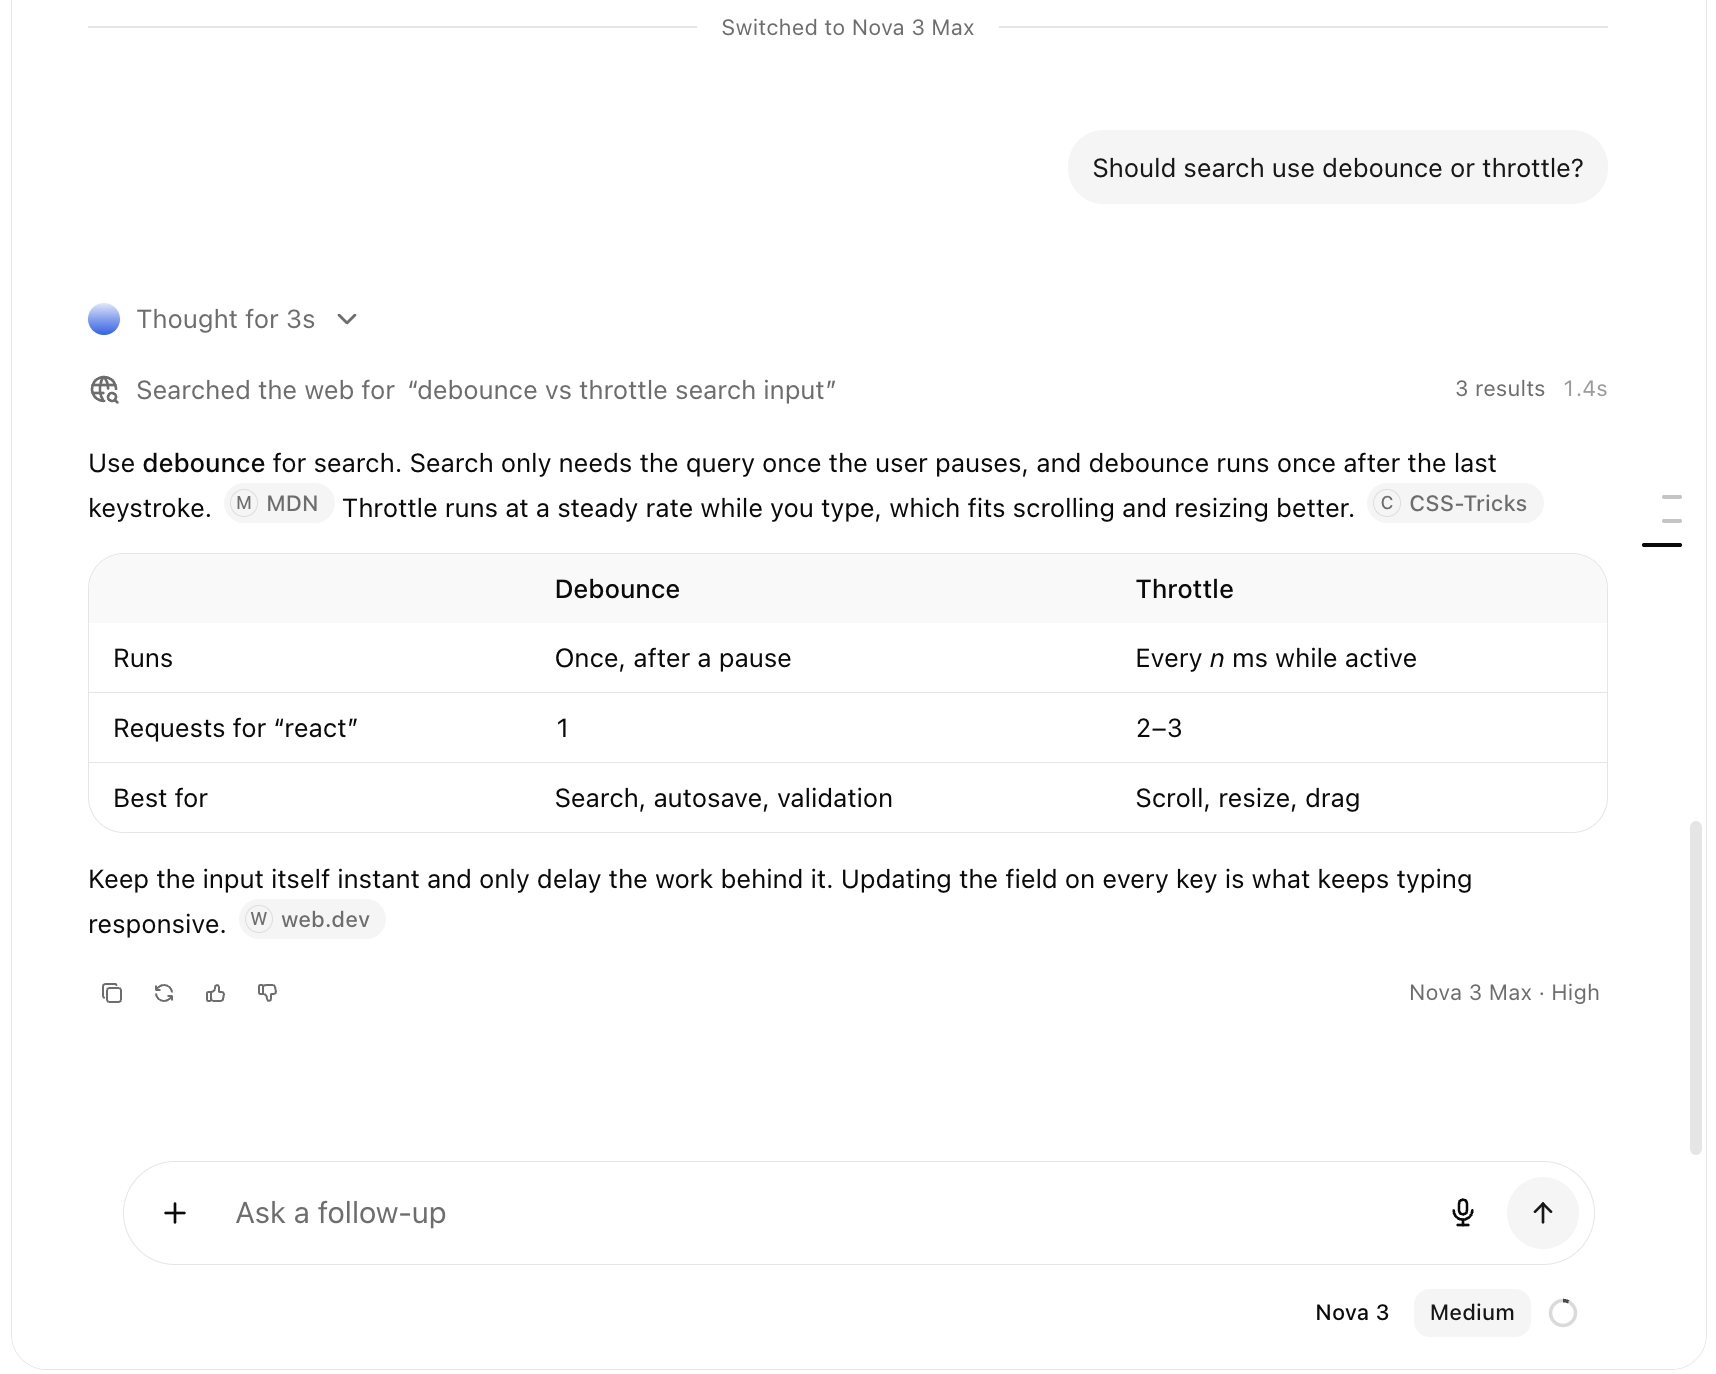 Switched to Nova 3 Max
Should search use debounce or throttle?
Thought for 3s
Searched the web for “debounce vs throttle search input”
3 results 1.4s
Use debounce for search. Search only needs the query once the user pauses, and debounce runs once after the last
keystroke. M MDN Throttle runs at a steady rate while you type, which fits scrolling and resizing better. C CSS-Tricks
Debounce Throttle
Runs Once, after a pause Every n ms while active
Requests for “react” 1 2–3
Best for Search, autosave, validation Scroll, resize, drag
Keep the input itself instant and only delay the work behind it. Updating the field on every key is what keeps typing
responsive. W web.dev
Nova 3 Max · High
Ask a follow-up
Nova 3 Medium